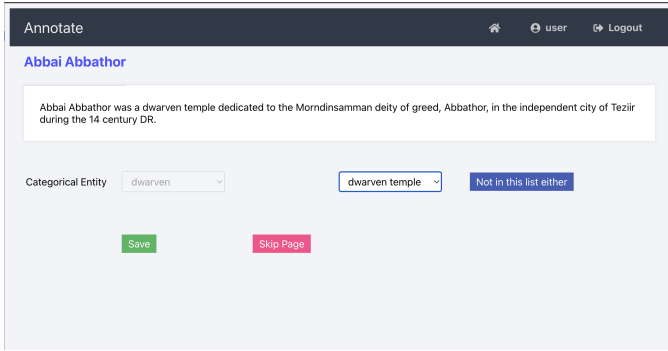 Annotate user Logout
Abbai Abbathor
Abbai Abbathor was a dwarven temple dedicated to the Morndinsamman deity of greed, Abbathor, in the independent city of Teziir
during the 14 century DR.
Categorical Entity dwarven dwarven temple Not in this list either
Save Skip Page